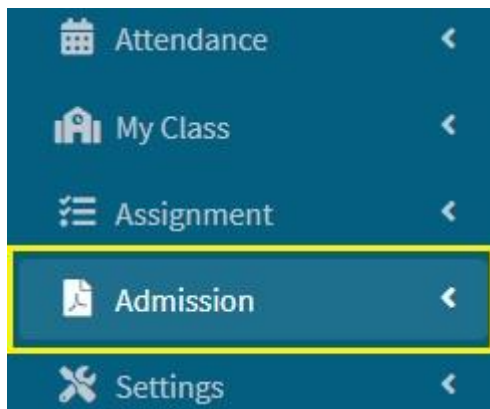 Attendance
My Class
Assignment
Admission
Settings